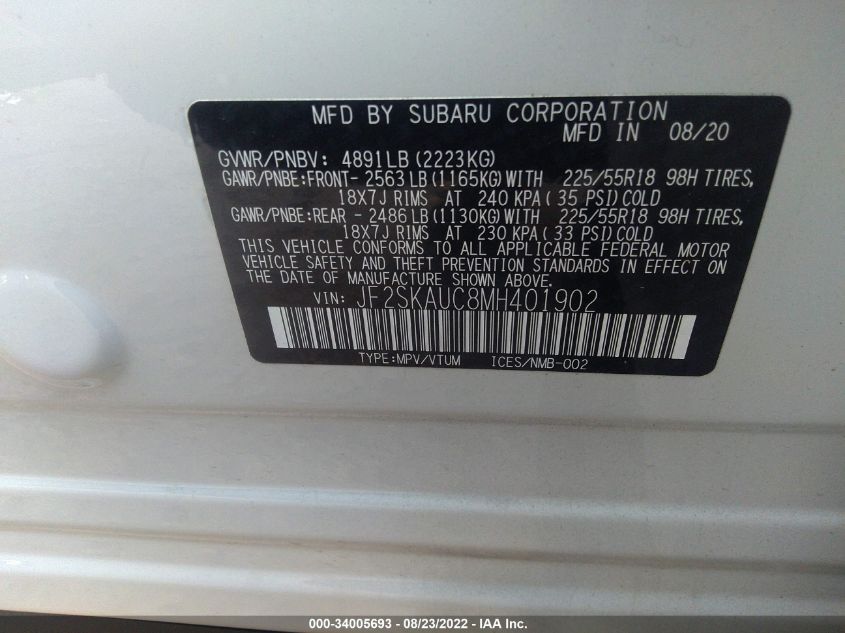 MFD BY SUBARU CORPORATION
MFD IN 08/20
GVWR/PNBV: 4891LB(2223KG)
GAWR/PNBE:FRONT- 2563LB(1165KG)WITH 225/55R18 98H TIRES,
18X7J RIMS AT 240 KPA( 35 PSI)COLD
GAWR/PNBE:REAR - 2486LB(1130KG)WITH 225/55R18 98H TIRES,
18X7J RIMS AT 230 KPA( 33 PSI)COLD
THIS VEHICLE CONFORMS TO ALL APPLICABLE FEDERAL MOTOR
VEHICLE SAFETY AND THEFT PREVENTION STANDARDS IN EFFECT ON
THE DATE OF MANUFACTURE SHOWN ABOVE.
VIN: JF2SKAUC8MH401902
TYPE:MPV/VTUM ICES/NMB-002
000-34005693 - 08/23/2022 - IAA Inc.